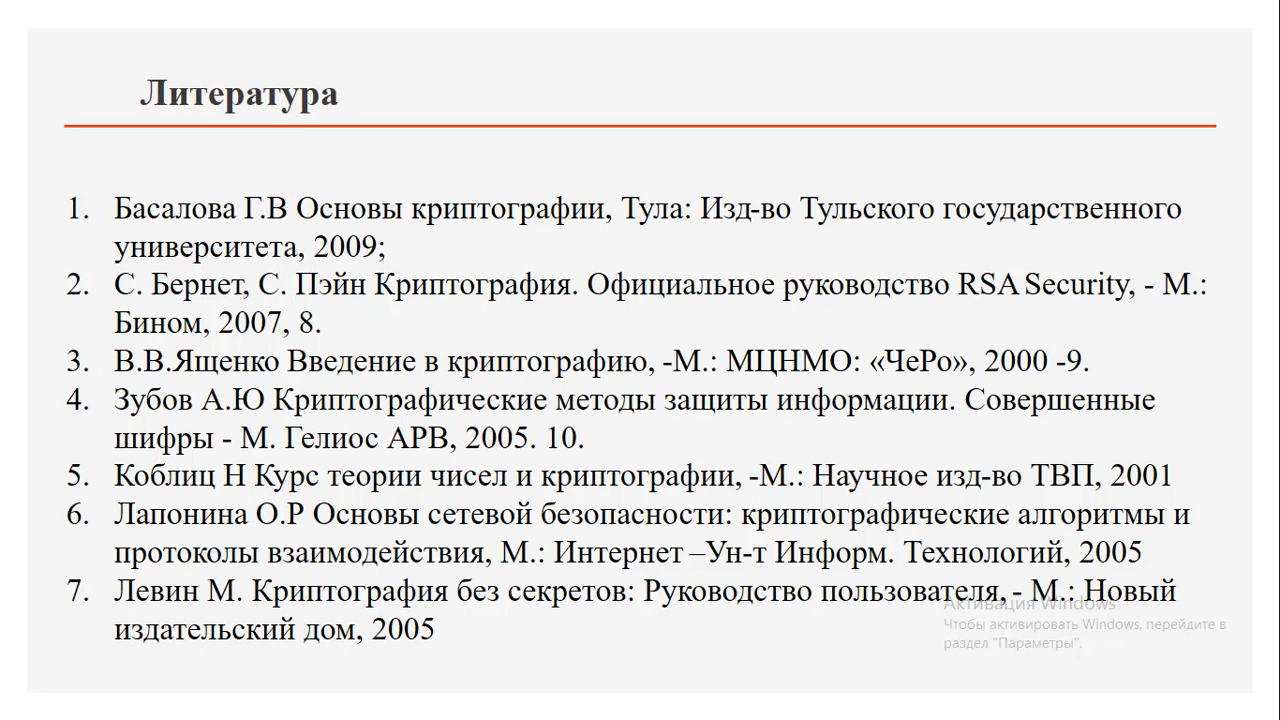 Литература
1. Басалова Г.В Основы криптографии, Тула: Изд-во Тульского государственного
университета, 2009;
2. С. Бернет, С. Пэйн Криптография. Официальное руководство RSA Security, - М.:
Бином, 2007, 8.
3. В.В.Ященко Введение в криптографию, -М.: МЦНМО: «ЧеРо», 2000 -9.
4. Зубов А.Ю Криптографические методы защиты информации. Совершенные
шифры - М. Гелиос АРВ, 2005. 10.
5. Коблиц Н Курс теории чисел и криптографии, -М.: Научное изд-во ТВП, 2001
6. Лапонина О.Р Основы сетевой безопасности: криптографические алгоритмы и
протоколы взаимодействия, М.: Интернет –Ун-т Информ. Технологий, 2005
7. Левин М. Криптография без секретов: Руководство пользователя, - М.: Новый
издательский дом, 2005
Активация Windows
Чтобы активировать Windows, перейдите в
раздел "Параметры".